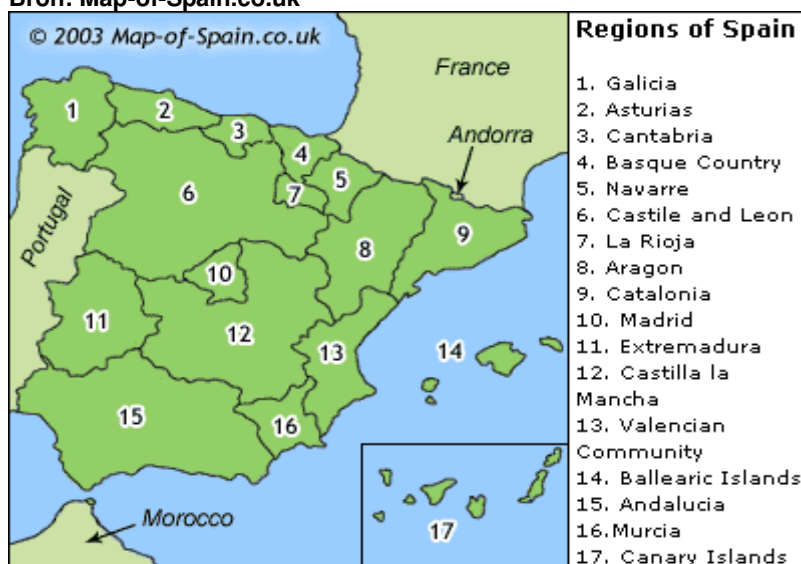 Bron: Map-of-Spain.co.uk
© 2003 Map-of-Spain.co.uk
France
Andorra
Portugal
Morocco
1
2
3
4
5
6
7
8
9
10
11
12
13
14
15
16
17
Regions of Spain
1. Galicia
2. Asturias
3. Cantabria
4. Basque Country
5. Navarre
6. Castile and Leon
7. La Rioja
8. Aragon
9. Catalonia
10. Madrid
11. Extremadura
12. Castilla la
Mancha
13. Valencian
Community
14. Ballearic Islands
15. Andalucia
16.Murcia
17. Canary Islands